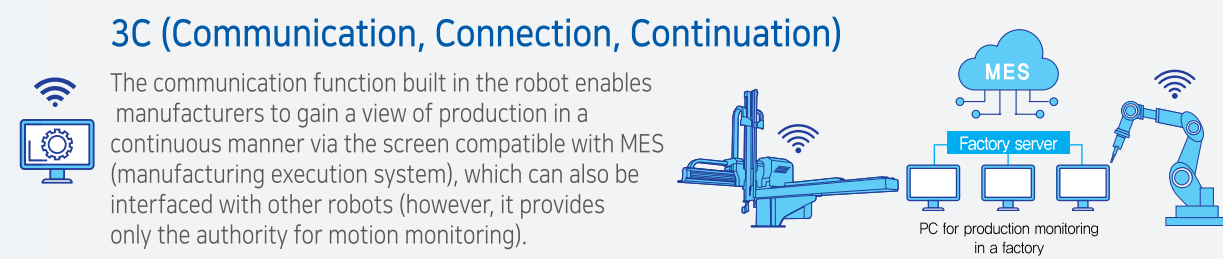 3C (Communication, Connection, Continuation)
The communication function built in the robot enables
manufacturers to gain a view of production in a
continuous manner via the screen compatible with MES
(manufacturing execution system), which can also be
interfaced with other robots (however, it provides
only the authority for motion monitoring).
MES
Factory server
PC for production monitoring
in a factory